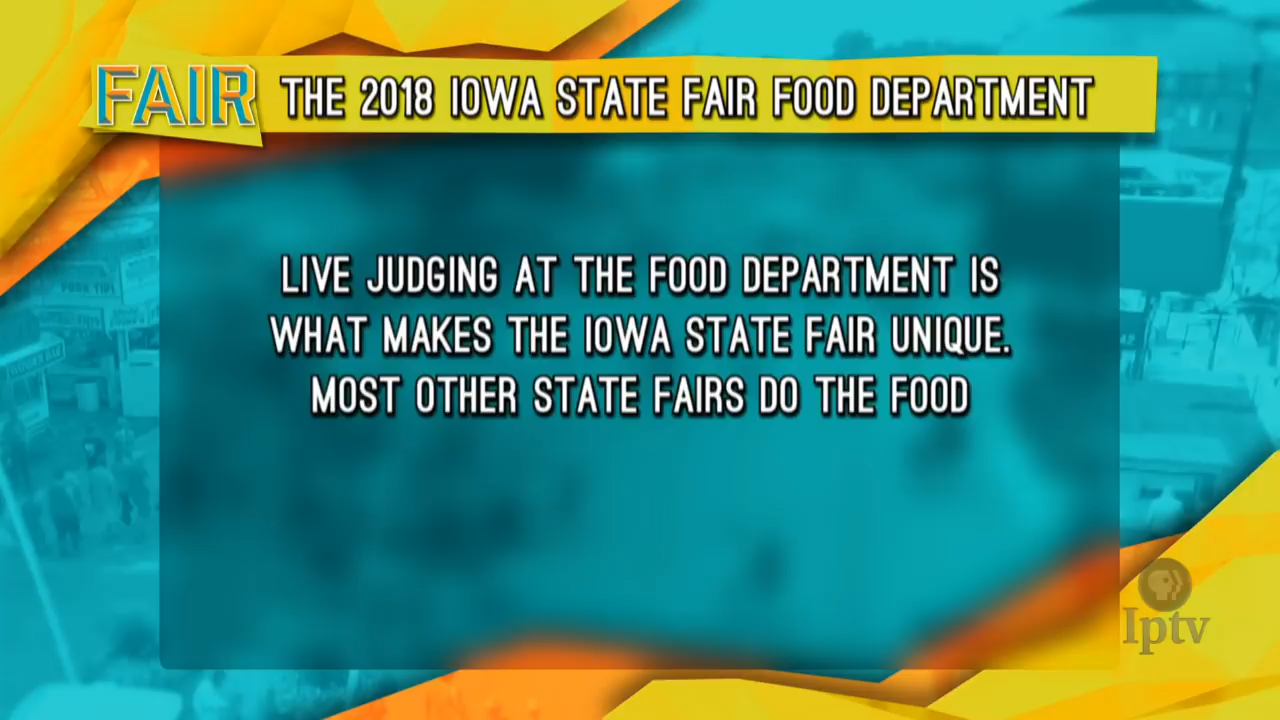 FAIR THE 2018 IOWA STATE FAIR FOOD DEPARTMENT
LIVE JUDGING AT THE FOOD DEPARTMENT IS
WHAT MAKES THE IOWA STATE FAIR UNIQUE.
MOST OTHER STATE FAIRS DO THE FOOD
Iptv